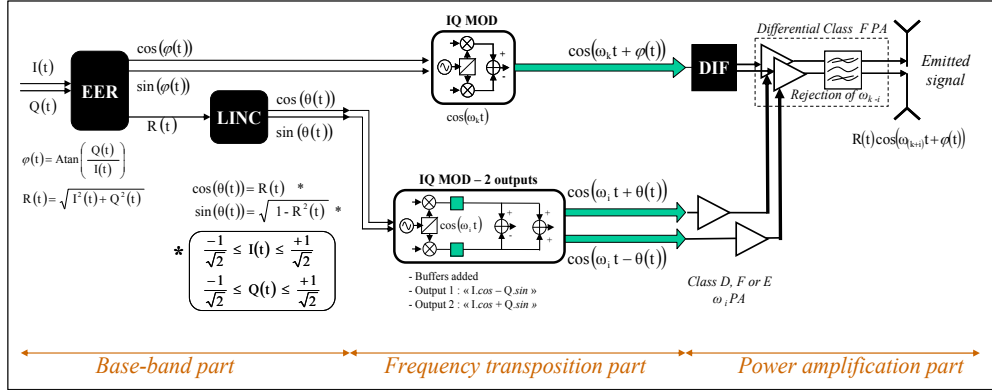 IQ MOD
Differential Class F PA
cos(φ(t))
I(t)
Q(t)
EER
sin(φ(t))
cos(ω_k t + φ(t))
DIF
Emitted
signal
+
-
cos(ω_k t)
Rejection of ω_{k-i}
R(t)
LINC
cos(θ(t))
sin(θ(t))
R(t)cos(ω_{(k+i)}t + φ(t))
φ(t) = Atan(Q(t)/I(t))
R(t) = √(I²(t) + Q²(t))
cos(θ(t)) = R(t) *
sin(θ(t)) = √(1 - R²(t)) *
IQ MOD – 2 outputs
cos(ω_i t + θ(t))
+
+
cos(ω_i t)
-
+
cos(ω_i t − θ(t))
* -1/√2 ≤ I(t) ≤ +1/√2
-1/√2 ≤ Q(t) ≤ +1/√2
- Buffers added
- Output 1 : « I.cos – Q.sin »
- Output 2 : « I.cos + Q.sin »
Class D, F or E
ω_i PA
Base-band part
Frequency transposition part
Power amplification part